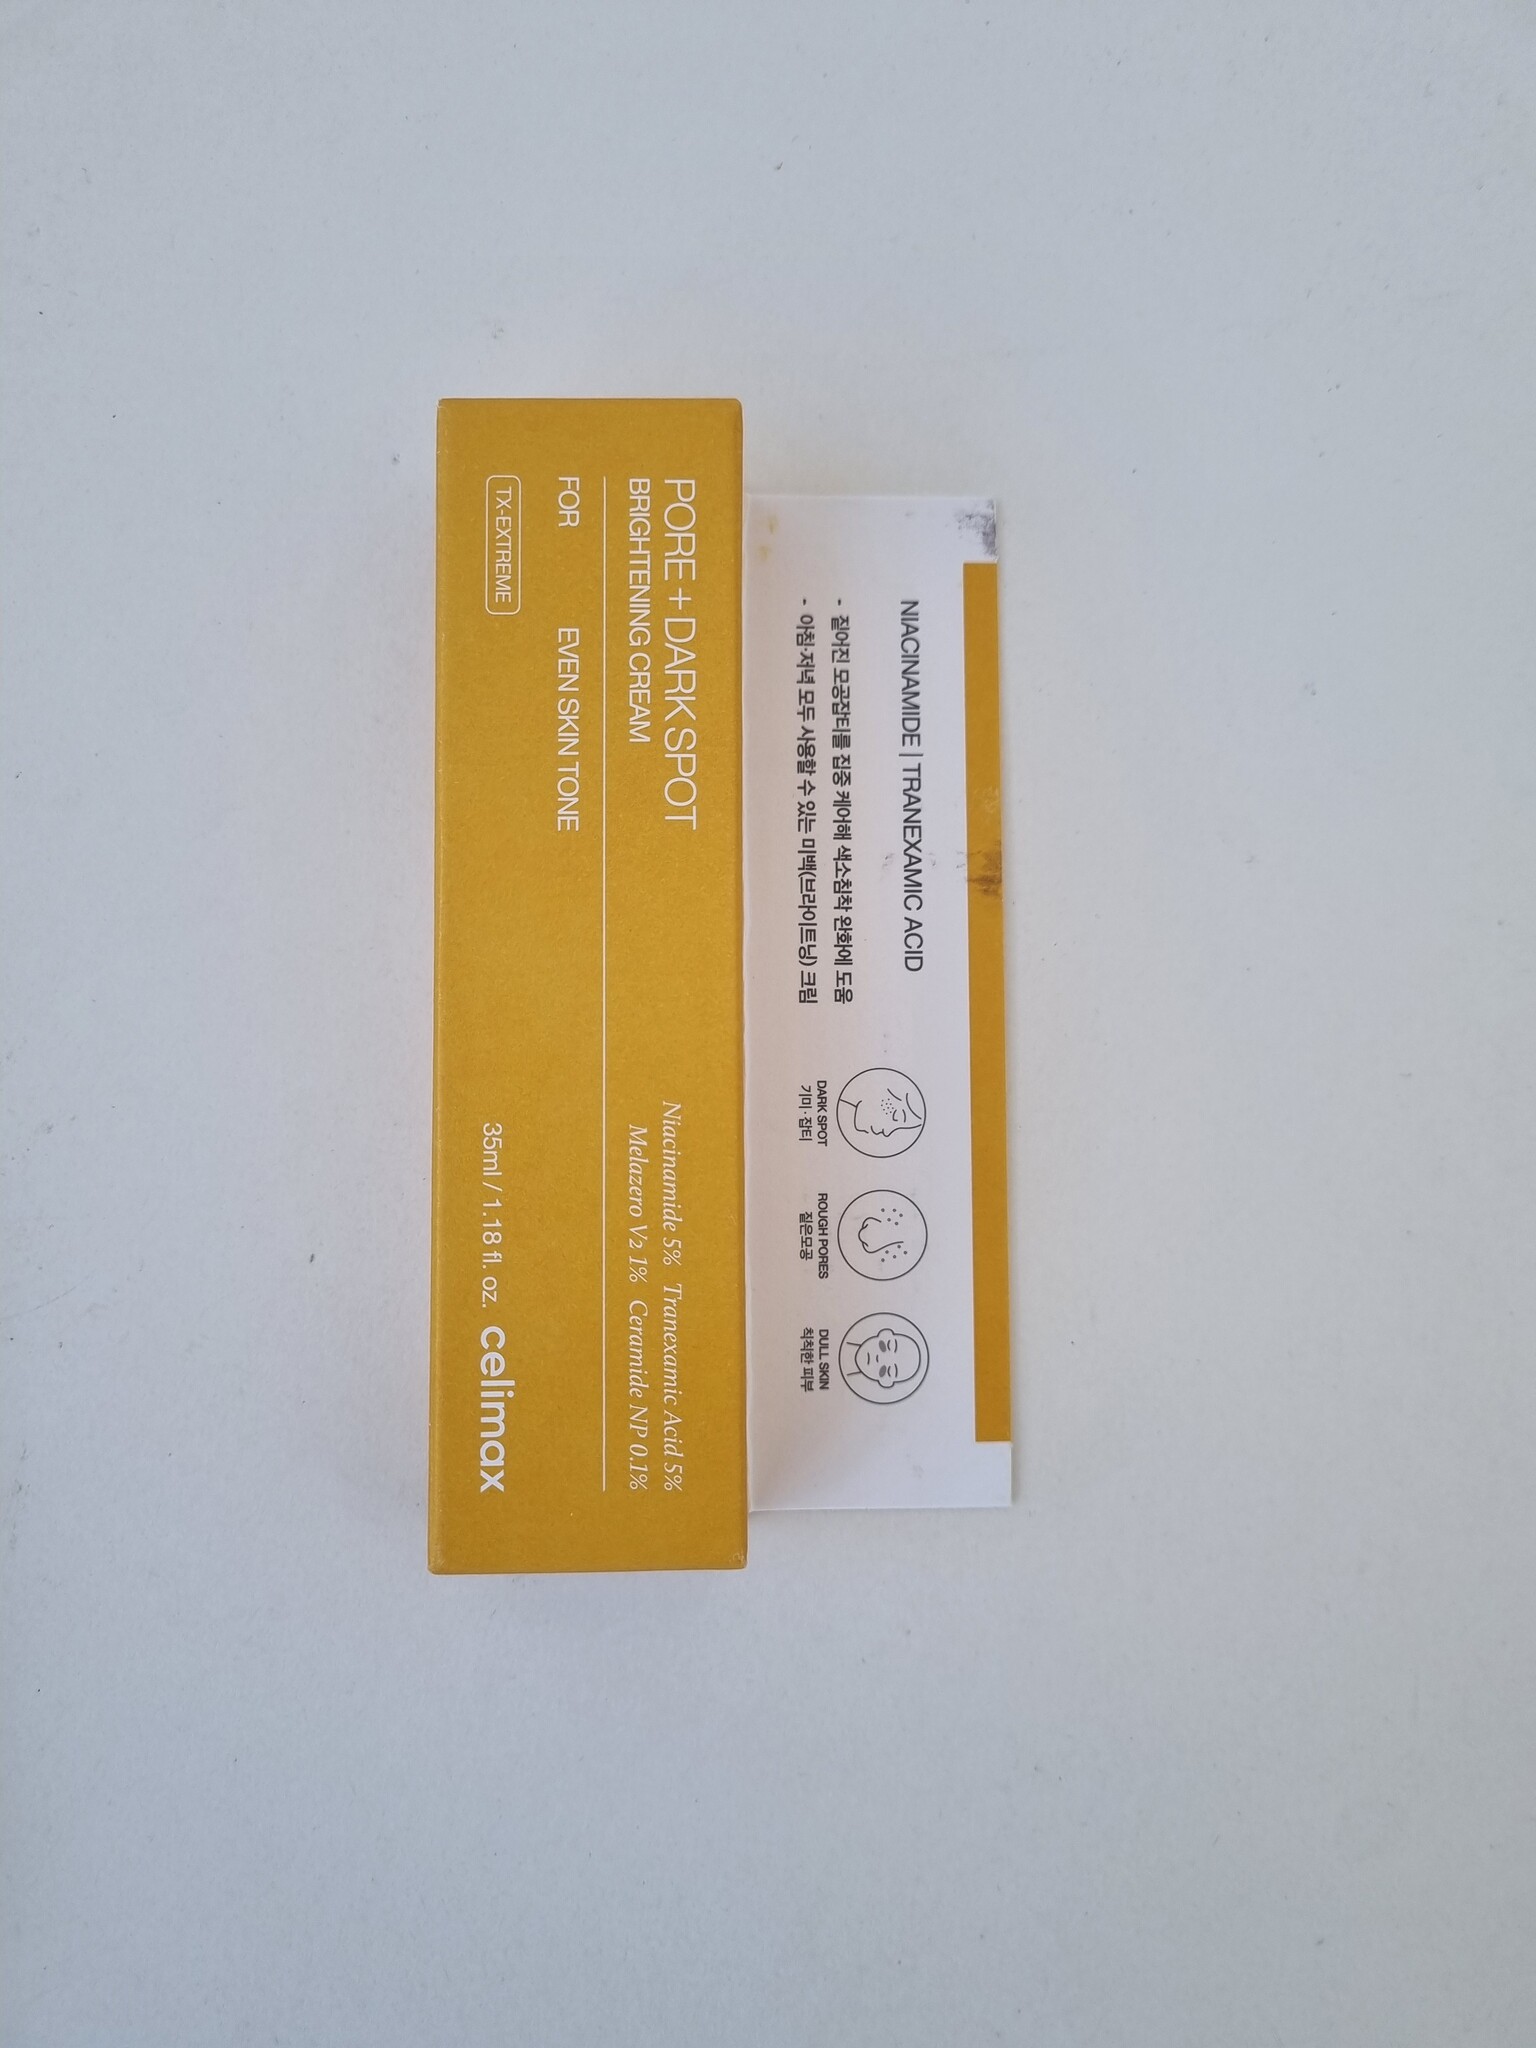 NIACINAMIDE | TRANEXAMIC ACID
- 짙어진 모공잡티를 집중 케어해 색소침착 완화에 도움
- 아침·저녁 모두 사용할 수 있는 미백(브라이트닝) 크림
DARK SPOT
기미·잡티
ROUGH PORES
짙은모공
DULL SKIN
칙칙한 피부
PORE + DARK SPOT
BRIGHTENING CREAM
Niacinamide 5% Tranexamic Acid 5%
Melazero V2 1% Ceramide NP 0.1%
FOR EVEN SKIN TONE
TX-EXTREME
35ml / 1.18 fl. oz. celimax